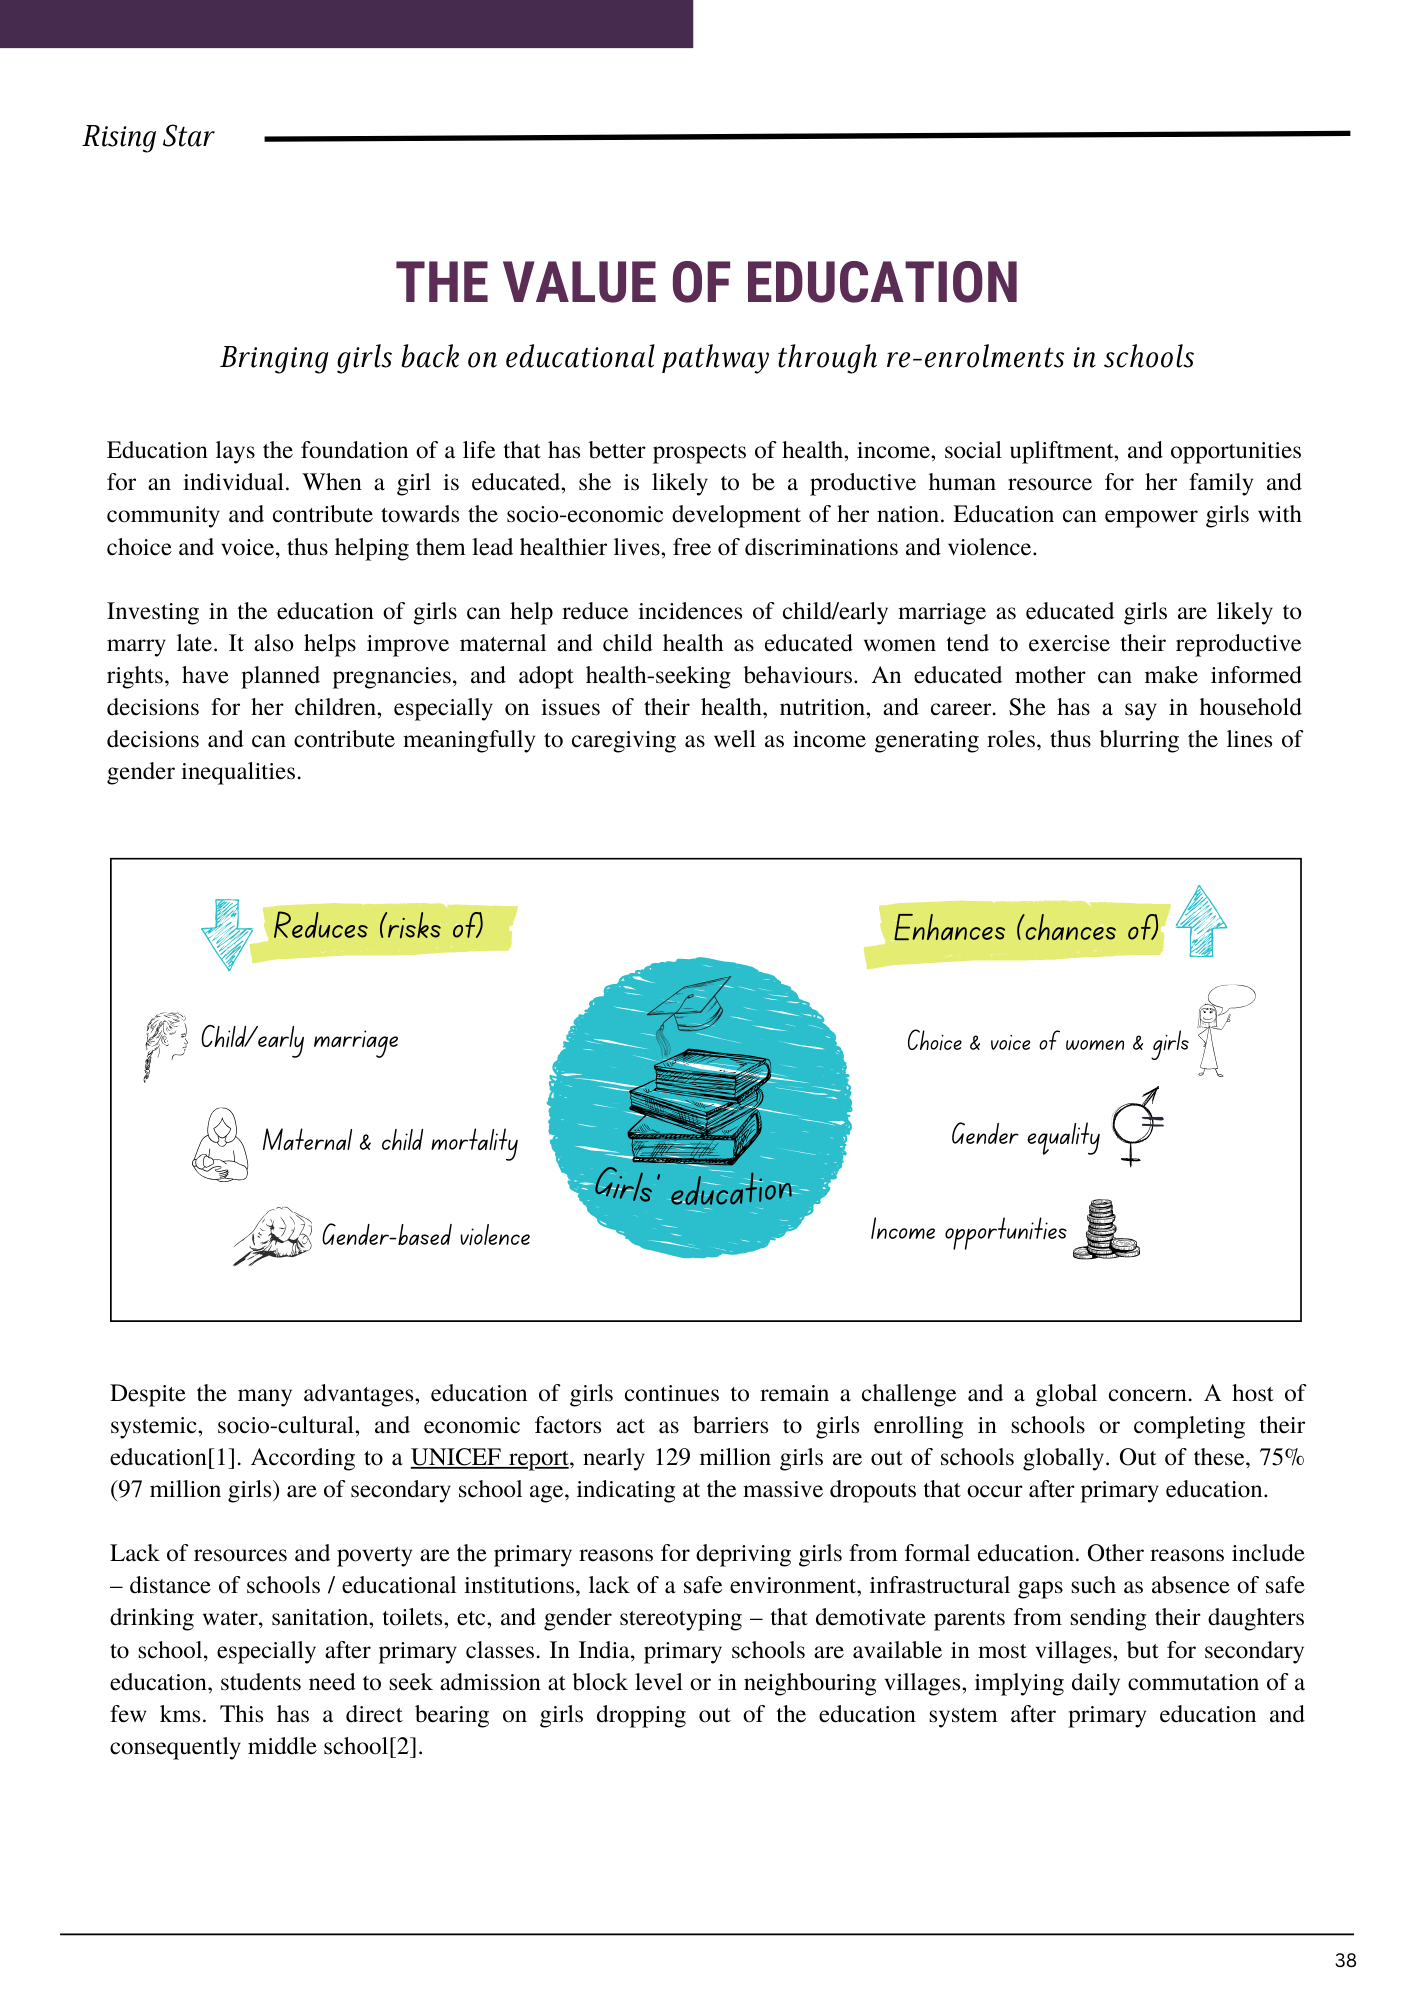 Rising Star
THE VALUE OF EDUCATION
Bringing girls back on educational pathway through re-enrolments in schools
Education lays the foundation of a life that has better prospects of health, income, social upliftment, and opportunities
for an individual. When a girl is educated, she is likely to be a productive human resource for her family and
community and contribute towards the socio-economic development of her nation. Education can empower girls with
choice and voice, thus helping them lead healthier lives, free of discriminations and violence.
Investing in the education of girls can help reduce incidences of child/early marriage as educated girls are likely to
marry late. It also helps improve maternal and child health as educated women tend to exercise their reproductive
rights, have planned pregnancies, and adopt health-seeking behaviours. An educated mother can make informed
decisions for her children, especially on issues of their health, nutrition, and career. She has a say in household
decisions and can contribute meaningfully to caregiving as well as income generating roles, thus blurring the lines of
gender inequalities.
Reduces (risks of)
Child/early marriage
Maternal & child mortality
Gender-based violence
Girls' education
Enhances (chances of)
Choice & voice of women & girls
Gender equality
Income opportunities
Despite the many advantages, education of girls continues to remain a challenge and a global concern. A host of
systemic, socio-cultural, and economic factors act as barriers to girls enrolling in schools or completing their
education[1]. According to a UNICEF report, nearly 129 million girls are out of schools globally. Out of these, 75%
(97 million girls) are of secondary school age, indicating at the massive dropouts that occur after primary education.
Lack of resources and poverty are the primary reasons for depriving girls from formal education. Other reasons include
– distance of schools / educational institutions, lack of a safe environment, infrastructural gaps such as absence of safe
drinking water, sanitation, toilets, etc, and gender stereotyping – that demotivate parents from sending their daughters
to school, especially after primary classes. In India, primary schools are available in most villages, but for secondary
education, students need to seek admission at block level or in neighbouring villages, implying daily commutation of a
few kms. This has a direct bearing on girls dropping out of the education system after primary education and
consequently middle school[2].
38